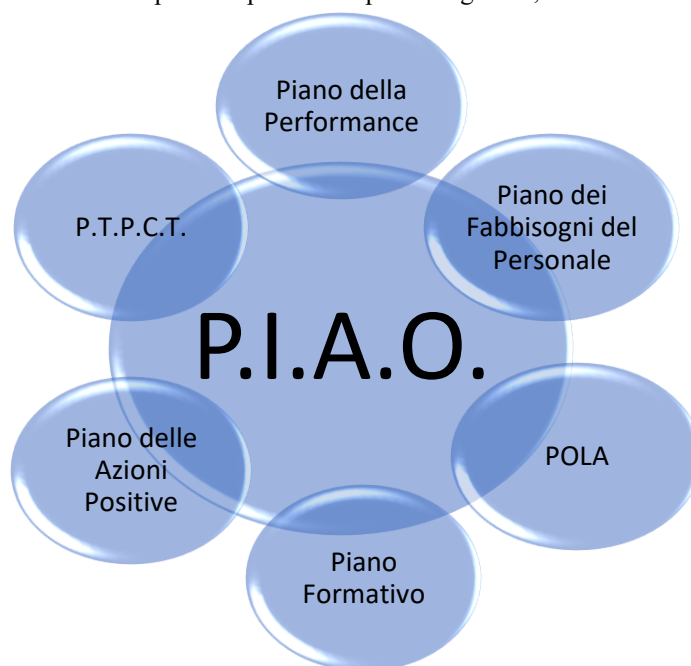 Piano della
Performance
P.T.P.C.T.
Piano dei
Fabbisogni del
Personale
P.I.A.O.
Piano delle
Azioni
Positive
POLA
Piano
Formativo